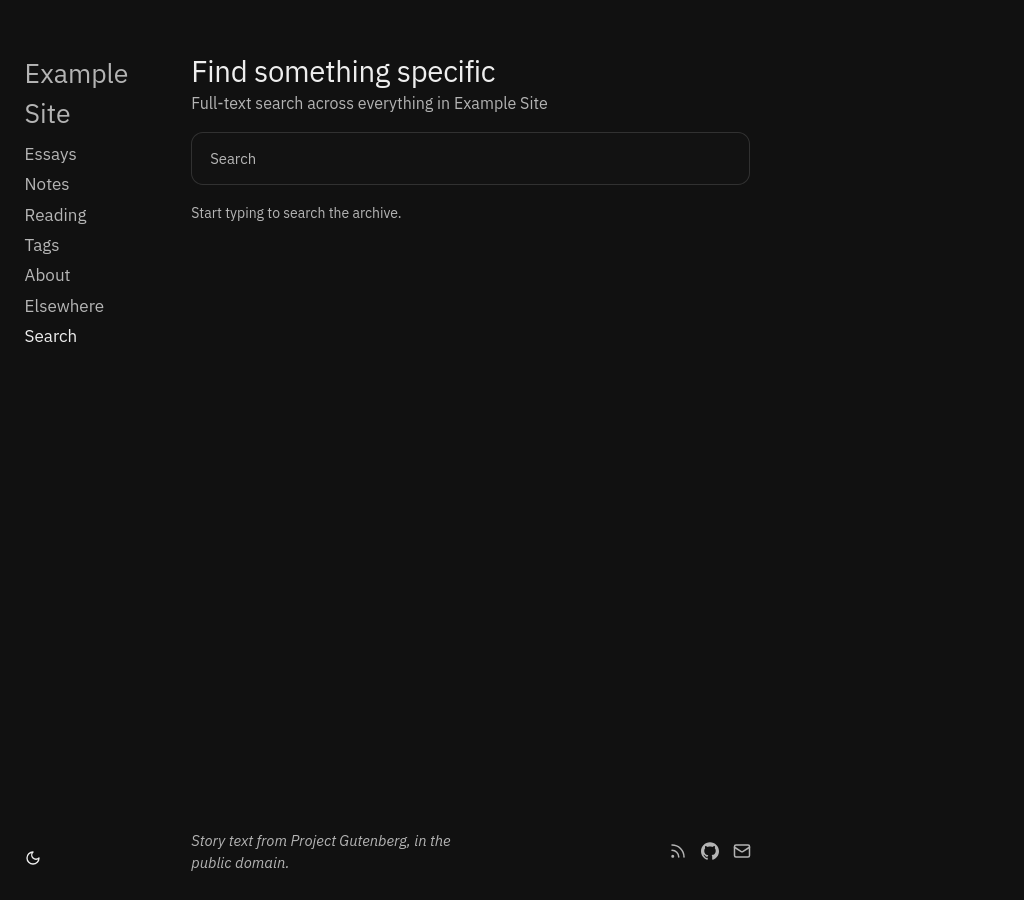 Example
Site
Essays
Notes
Reading
Tags
About
Elsewhere
Search
Find something specific
Full-text search across everything in Example Site
Search
Start typing to search the archive.
Story text from Project Gutenberg, in the
public domain.